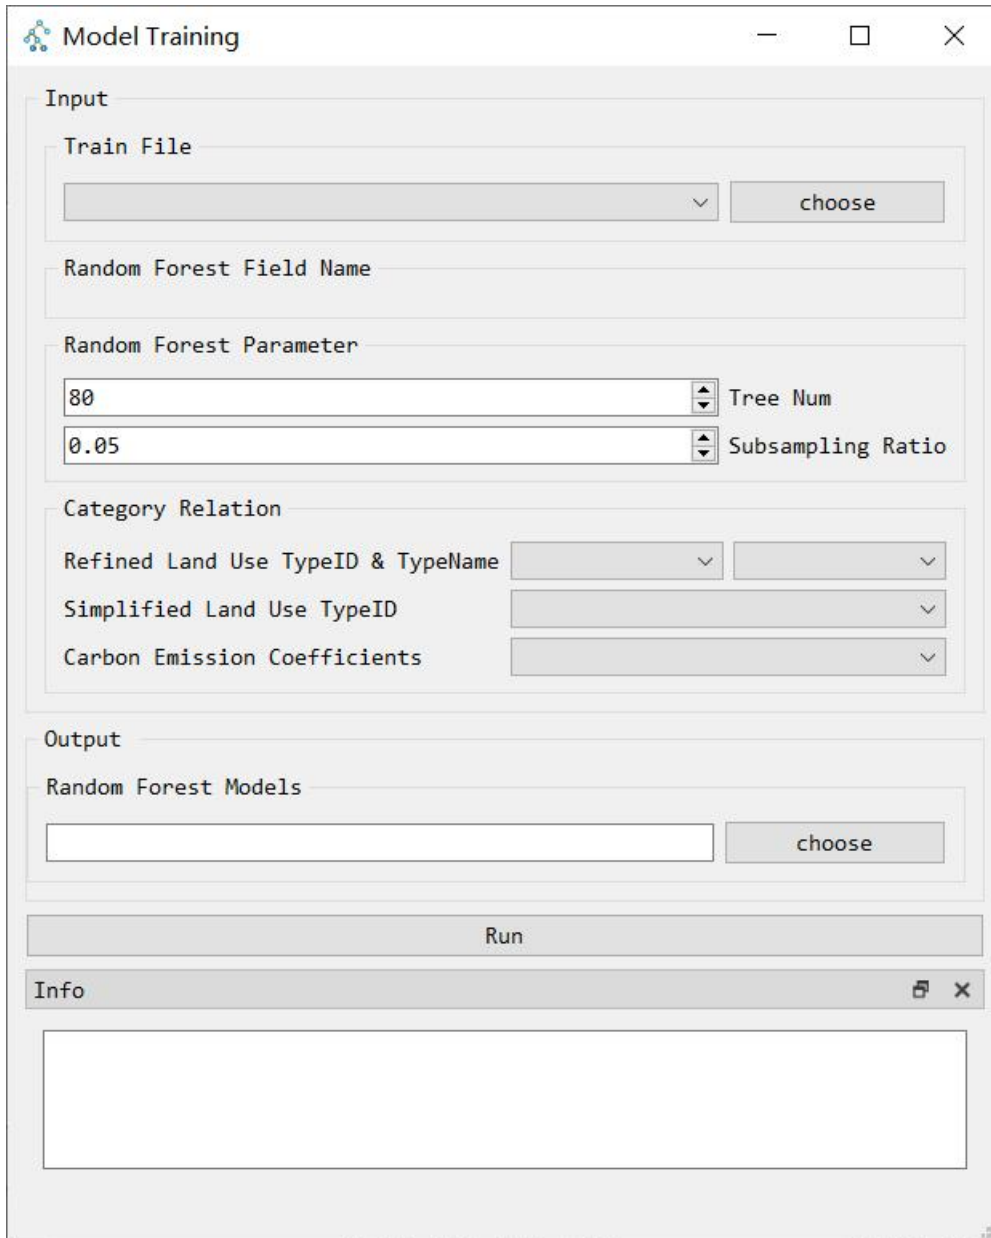 Model Training
Input
Train File
choose
Random Forest Field Name
Random Forest Parameter
80 Tree Num
0.05 Subsampling Ratio
Category Relation
Refined Land Use TypeID & TypeName
Simplified Land Use TypeID
Carbon Emission Coefficients
Output
Random Forest Models
choose
Run
Info